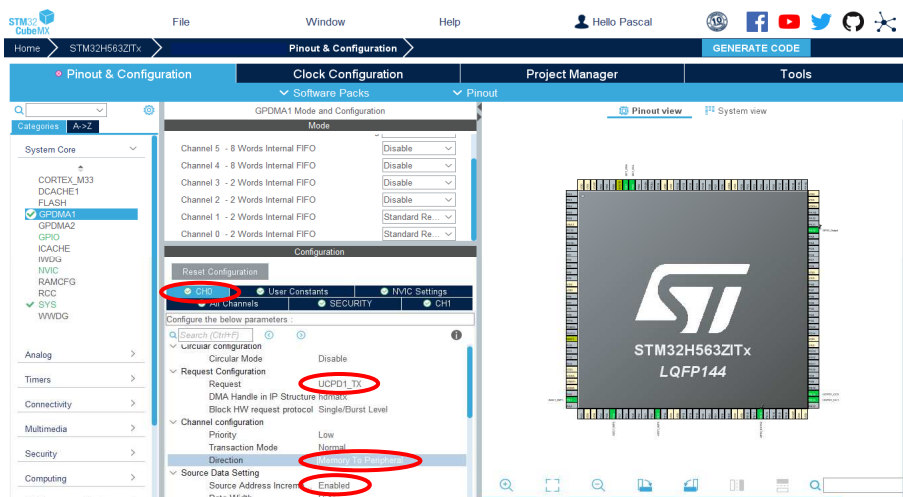 STM32
CubeMX
File
Window
Help
Hello Pascal
Home
STM32H563ZITx
Pinout & Configuration
GENERATE CODE
Pinout & Configuration
Clock Configuration
Project Manager
Tools
Software Packs
Pinout
Categories
A->Z
System Core
CORTEX_M33
DCACHE1
FLASH
GPDMA1
GPDMA2
GPIO
ICACHE
IWDG
NVIC
RAMCFG
RCC
SYS
WWDG
Analog
Timers
Connectivity
Multimedia
Security
Computing
GPDMA1 Mode and Configuration
Mode
Channel 5 - 8 Words Internal FIFO Disable
Channel 4 - 8 Words Internal FIFO Disable
Channel 3 - 2 Words Internal FIFO Disable
Channel 2 - 2 Words Internal FIFO Disable
Channel 1 - 2 Words Internal FIFO Standard Re...
Channel 0 - 2 Words Internal FIFO Standard Re...
Configuration
Reset Configuration
CH0
User Constants
NVIC Settings
All Channels
SECURITY
CH1
Configure the below parameters :
Search (Ctrl+F)
Circular configuration
Circular Mode Disable
Request Configuration
Request UCPD1_TX
DMA Handle in IP Structure hdmatx
Block HW request protocol Single/Burst Level
Channel configuration
Priority Low
Transaction Mode Normal
Direction Memory To Peripheral
Source Data Setting
Source Address Increm Enabled
Pinout view
System view
STM32H563ZITx
LQFP144